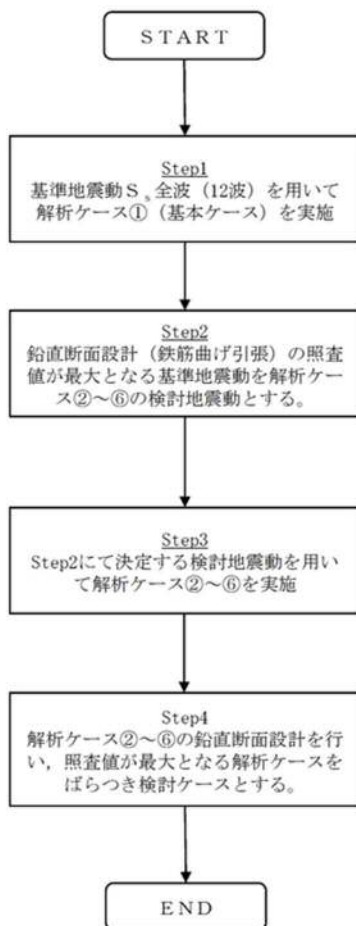 START
Step1
基準地震動Ｓｓ全波（12波）を用いて
解析ケース①（基本ケース）を実施
Step2
鉛直断面設計（鉄筋曲げ引張）の照査
値が最大となる基準地震動を解析ケー
ス②～⑥の検討地震動とする。
Step3
Step2にて決定する検討地震動を用い
て解析ケース②～⑥を実施
Step4
解析ケース②～⑥の鉛直断面設計を行
い，照査値が最大となる解析ケースを
ばらつき検討ケースとする。
END